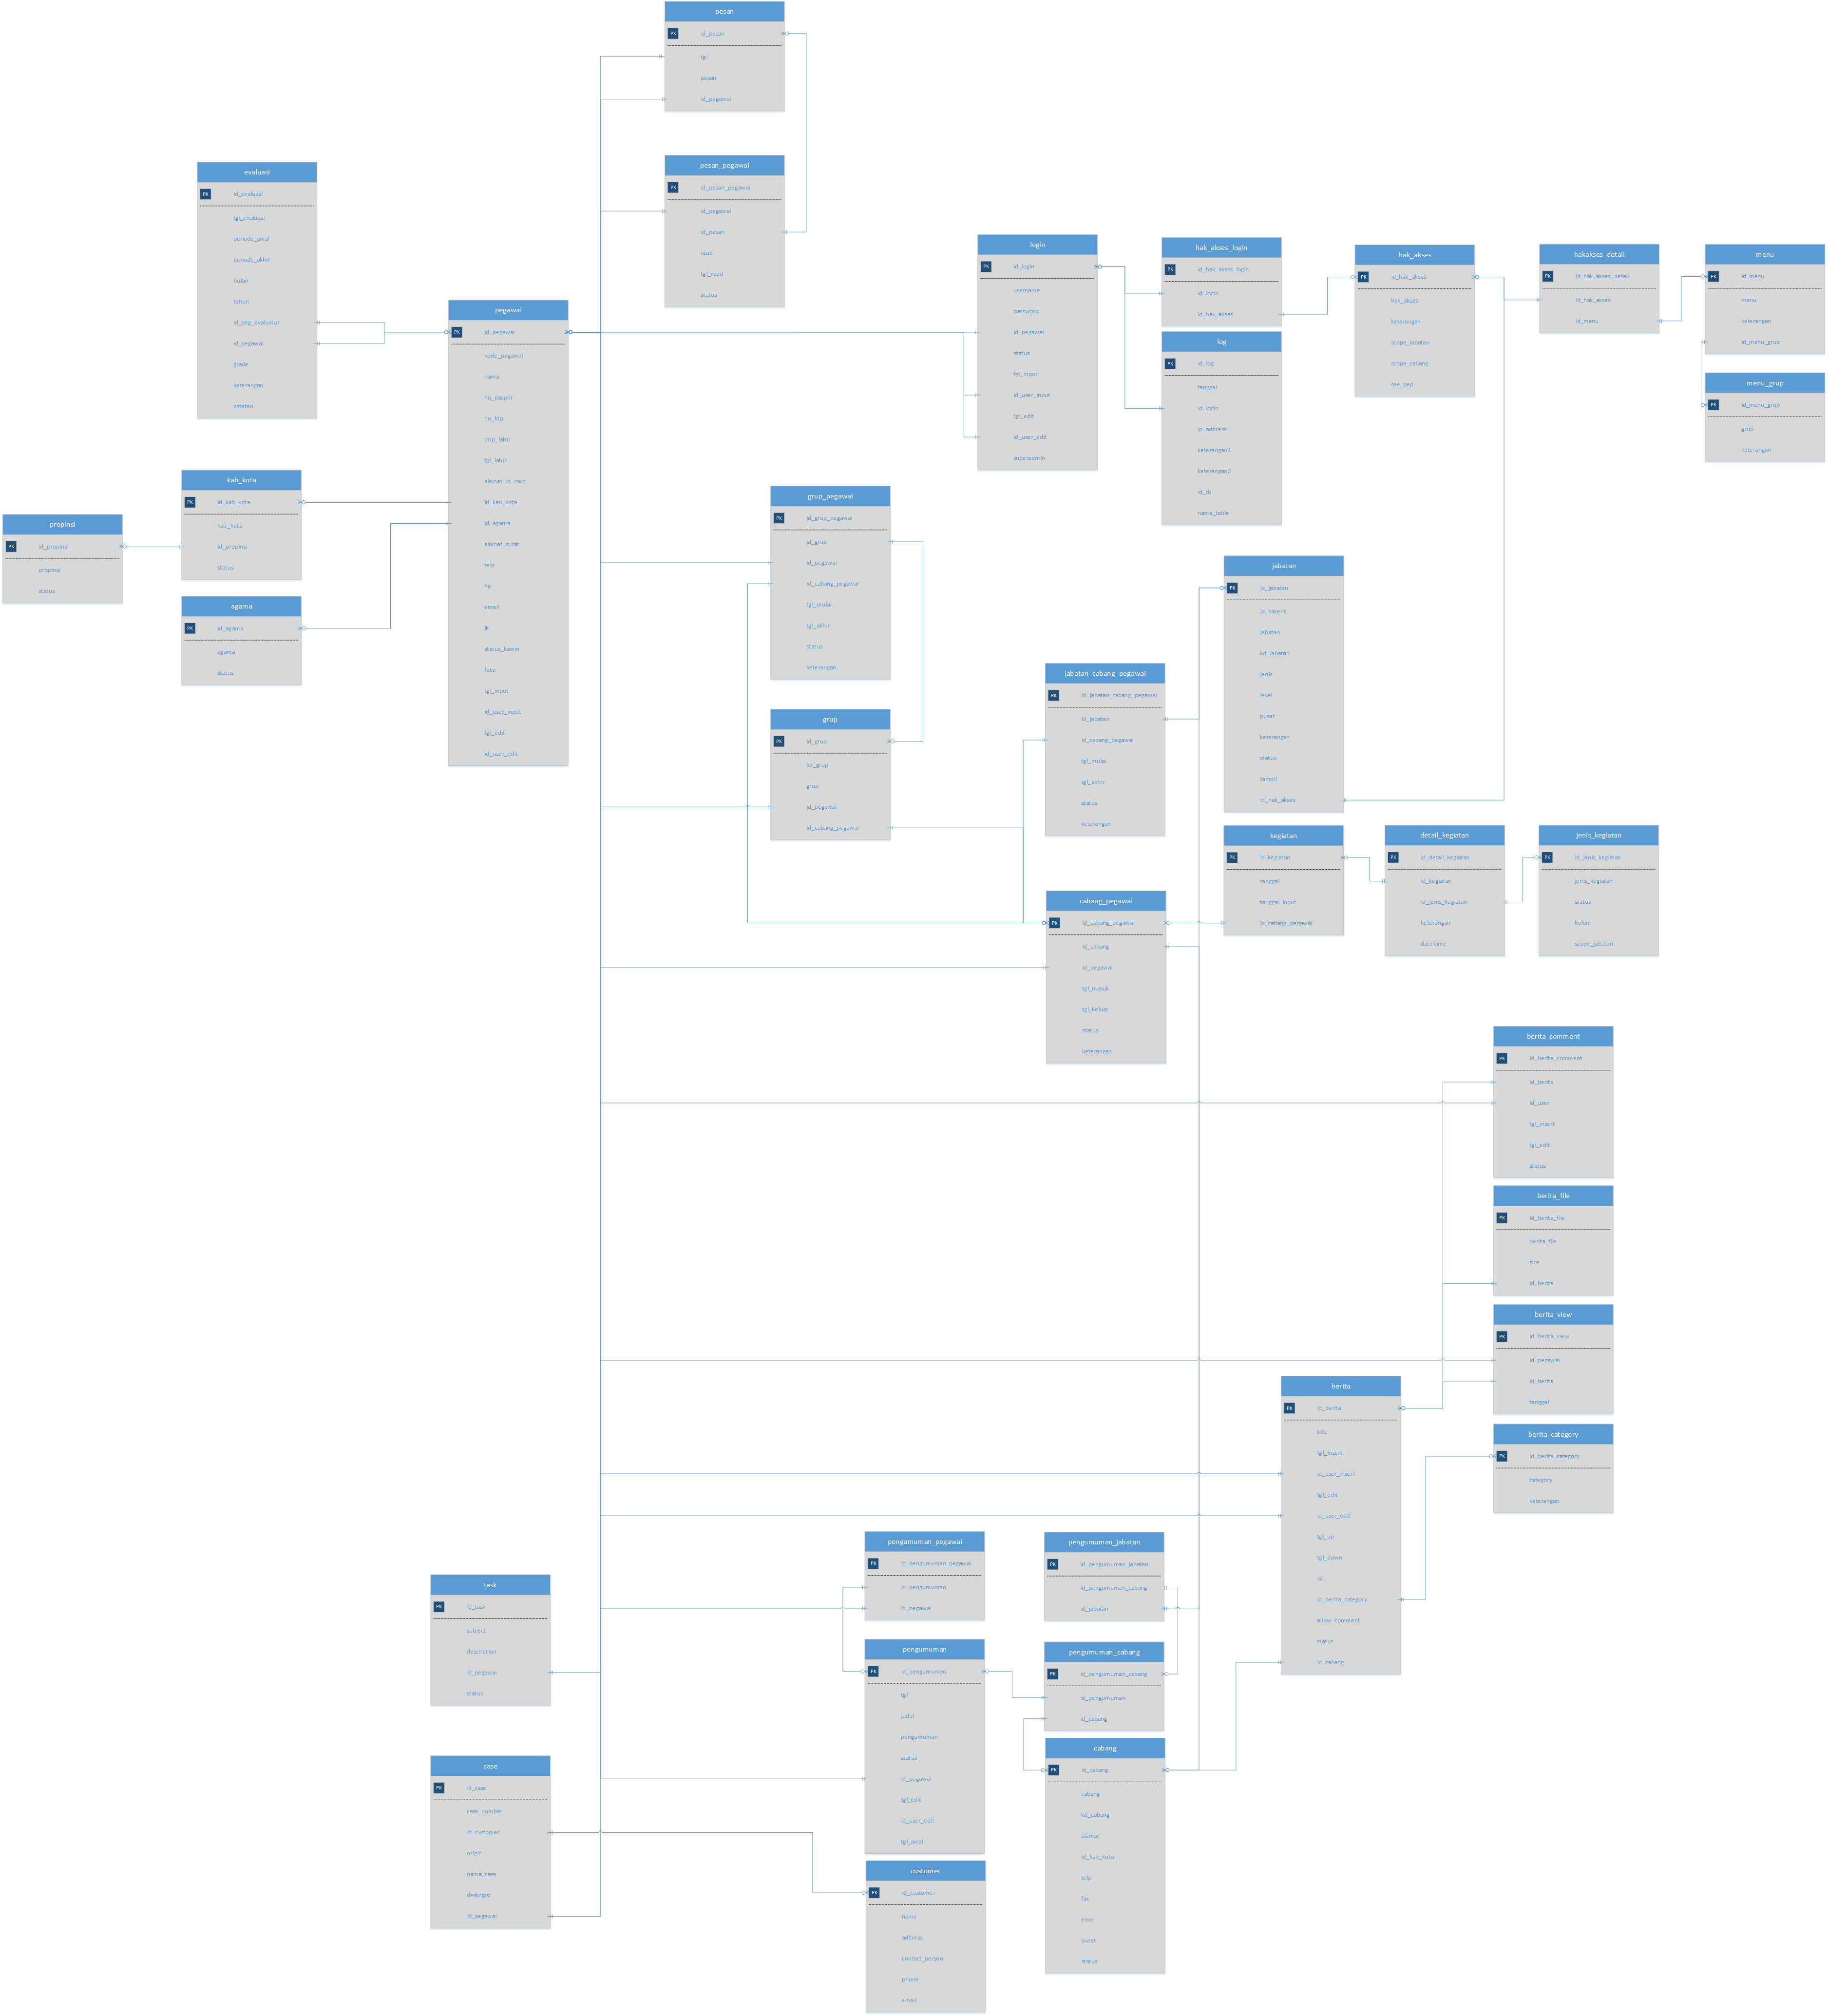 pesan
PK id_pesan
tgl
pesan
id_pegawai
pesan_pegawai
PK id_pesan_pegawai
id_pegawai
id_pesan
read
tgl_read
status
evaluasi
PK id_evaluasi
tgl_evaluasi
periode_awal
periode_akhir
bulan
tahun
id_peg_evaluator
id_pegawai
grade
keterangan
catatan
pegawai
PK id_pegawai
kode_pegawai
nama
no_paspor
no_ktp
tmp_lahir
tgl_lahir
alamat_id_card
id_kab_kota
id_agama
alamat_surat
telp
hp
email
jk
status_kawin
foto
tgl_input
id_user_input
tgl_edit
id_user_edit
kab_kota
PK id_kab_kota
kab_kota
id_propinsi
status
propinsi
PK id_propinsi
propinsi
status
agama
PK id_agama
agama
status
login
PK id_login
username
password
id_pegawai
status
tgl_input
id_user_input
tgl_edit
id_user_edit
superadmin
hak_akses_login
PK id_hak_akses_login
id_login
id_hak_akses
log
PK id_log
tanggal
id_login
ip_address
keterangan1
keterangan2
id_tb
nama_table
hak_akses
PK id_hak_akses
hak_akses
keterangan
scope_jabatan
scope_cabang
see_peg
hakakses_detail
PK id_hak_akses_detail
id_hak_akses
id_menu
menu
PK id_menu
menu
keterangan
id_menu_grup
menu_grup
PK id_menu_grup
grup
keterangan
grup_pegawai
PK id_grup_pegawai
id_grup
id_pegawai
id_cabang_pegawai
tgl_mulai
tgl_akhir
status
keterangan
grup
PK id_grup
kd_grup
grup
id_pegawai
id_cabang_pegawai
jabatan_cabang_pegawai
PK id_jabatan_cabang_pegawai
id_jabatan
id_cabang_pegawai
tgl_mulai
tgl_akhir
status
keterangan
jabatan
PK id_jabatan
id_parent
jabatan
kd_jabatan
jenis
level
pusat
keterangan
status
tampil
id_hak_akses
kegiatan
PK id_kegiatan
tanggal
tanggal_input
id_cabang_pegawai
detail_kegiatan
PK id_detail_kegiatan
id_kegiatan
id_jenis_kegiatan
keterangan
date time
jenis_kegiatan
PK id_jenis_kegiatan
jenis_kegiatan
status
kolom
scope_jabatan
cabang_pegawai
PK id_cabang_pegawai
id_cabang
id_pegawai
tgl_masuk
tgl_keluar
status
keterangan
berita_comment
PK id_berita_comment
id_berita
id_user
tgl_insert
tgl_edit
status
berita_file
PK id_berita_file
berita_file
size
id_berita
berita_view
PK id_berita_view
id_pegawai
id_berita
tanggal
berita
PK id_berita
title
tgl_insert
id_user_insert
tgl_edit
id_user_edit
tgl_up
tgl_down
isi
id_berita_category
allow_comment
status
id_cabang
berita_category
PK id_berita_category
category
keterangan
pengumuman_pegawai
PK id_pengumuman_pegawai
id_pengumuman
id_pegawai
pengumuman_jabatan
PK id_pengumuman_jabatan
id_pengumuman_cabang
id_jabatan
task
PK id_task
subject
description
id_pegawai
status
pengumuman
PK id_pengumuman
tgl
judul
pengumuman
status
id_pegawai
tgl_edit
id_user_edit
tgl_awal
pengumuman_cabang
PK id_pengumuman_cabang
id_pengumuman
id_cabang
cabang
PK id_cabang
cabang
kd_cabang
alamat
id_kab_kota
telp
fax
email
pusat
status
case
PK id_case
case_number
id_customer
origin
nama_case
deskripsi
id_pegawai
customer
PK id_customer
name
address
contact_person
phone
email